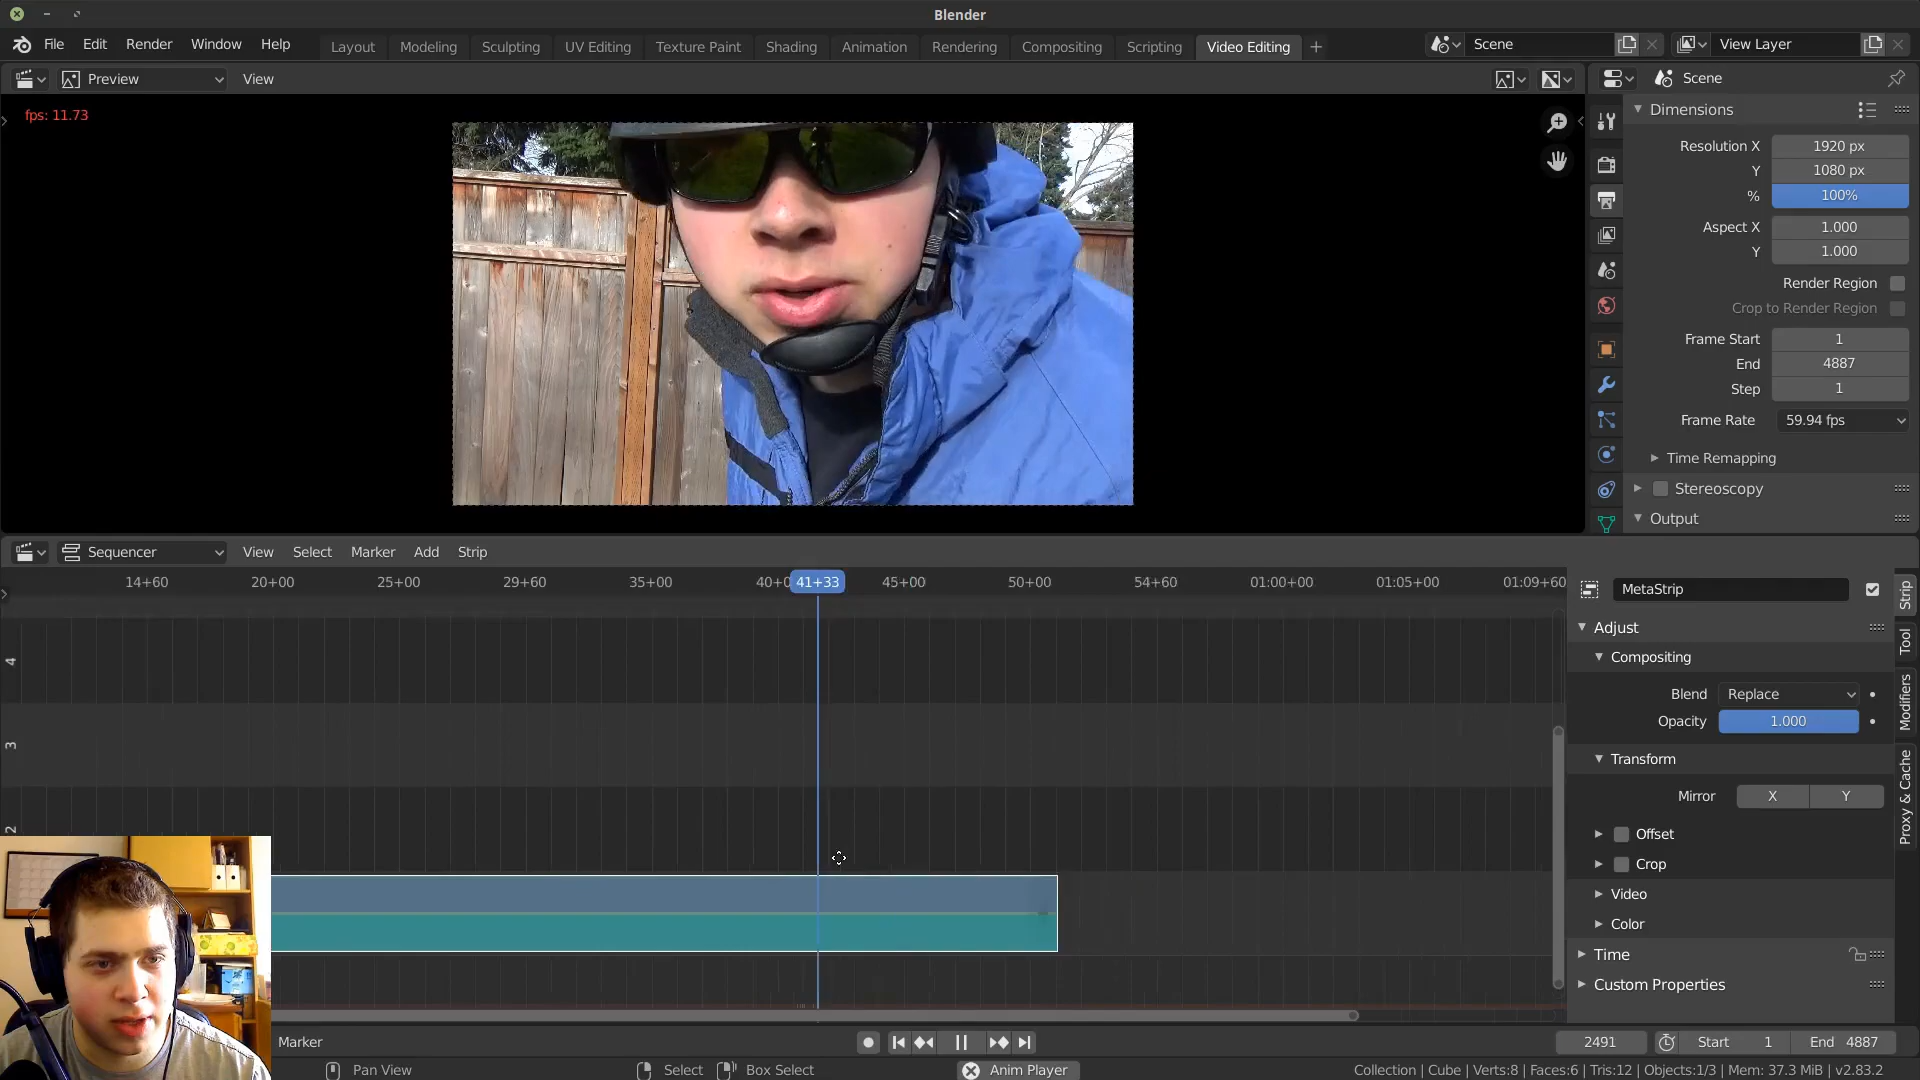 Blender
File Edit Render Window Help
Layout Modeling Sculpting UV Editing Texture Paint Shading Animation Rendering Compositing Scripting Video Editing +
Scene
View Layer
Preview View
Scene
fps: 11.73
Dimensions
Resolution X 1920 px
Y 1080 px
% 100%
Aspect X 1.000
Y 1.000
Render Region
Crop to Render Region
Frame Start 1
End 4887
Step 1
Frame Rate 59.94 fps
Time Remapping
Stereoscopy
Output
Sequencer View Select Marker Add Strip
14+60 20+00 25+00 29+60 35+00 40+0 41+33 45+00 50+00 54+60 01:00+00 01:05+00 01:09+60
4
3
2
MetaStrip
Adjust
Compositing
Blend Replace
Opacity 1.000
Transform
Mirror X Y
Offset
Crop
Video
Color
Time
Custom Properties
Strip
Tool
Modifiers
Proxy & Cache
Marker
2491 Start 1 End 4887
Pan View Select Box Select Anim Player
Collection | Cube | Verts:8 | Faces:6 | Tris:12 | Objects:1/3 | Mem: 37.3 MiB | v2.83.2